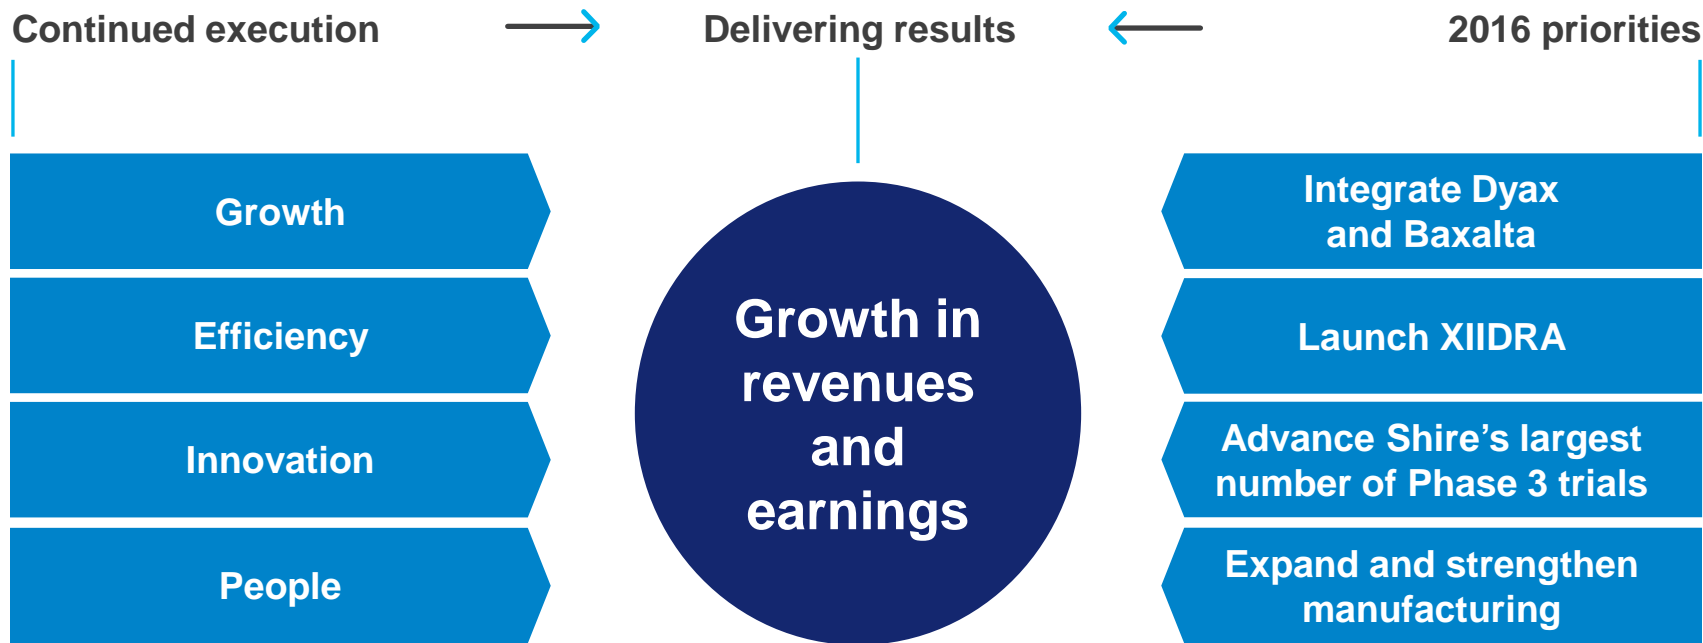 Continued execution
Delivering results
2016 priorities
Growth
Efficiency
Innovation
People
Growth in
revenues
and
earnings
Integrate Dyax
and Baxalta
Launch XIIDRA
Advance Shire’s largest
number of Phase 3 trials
Expand and strengthen
manufacturing